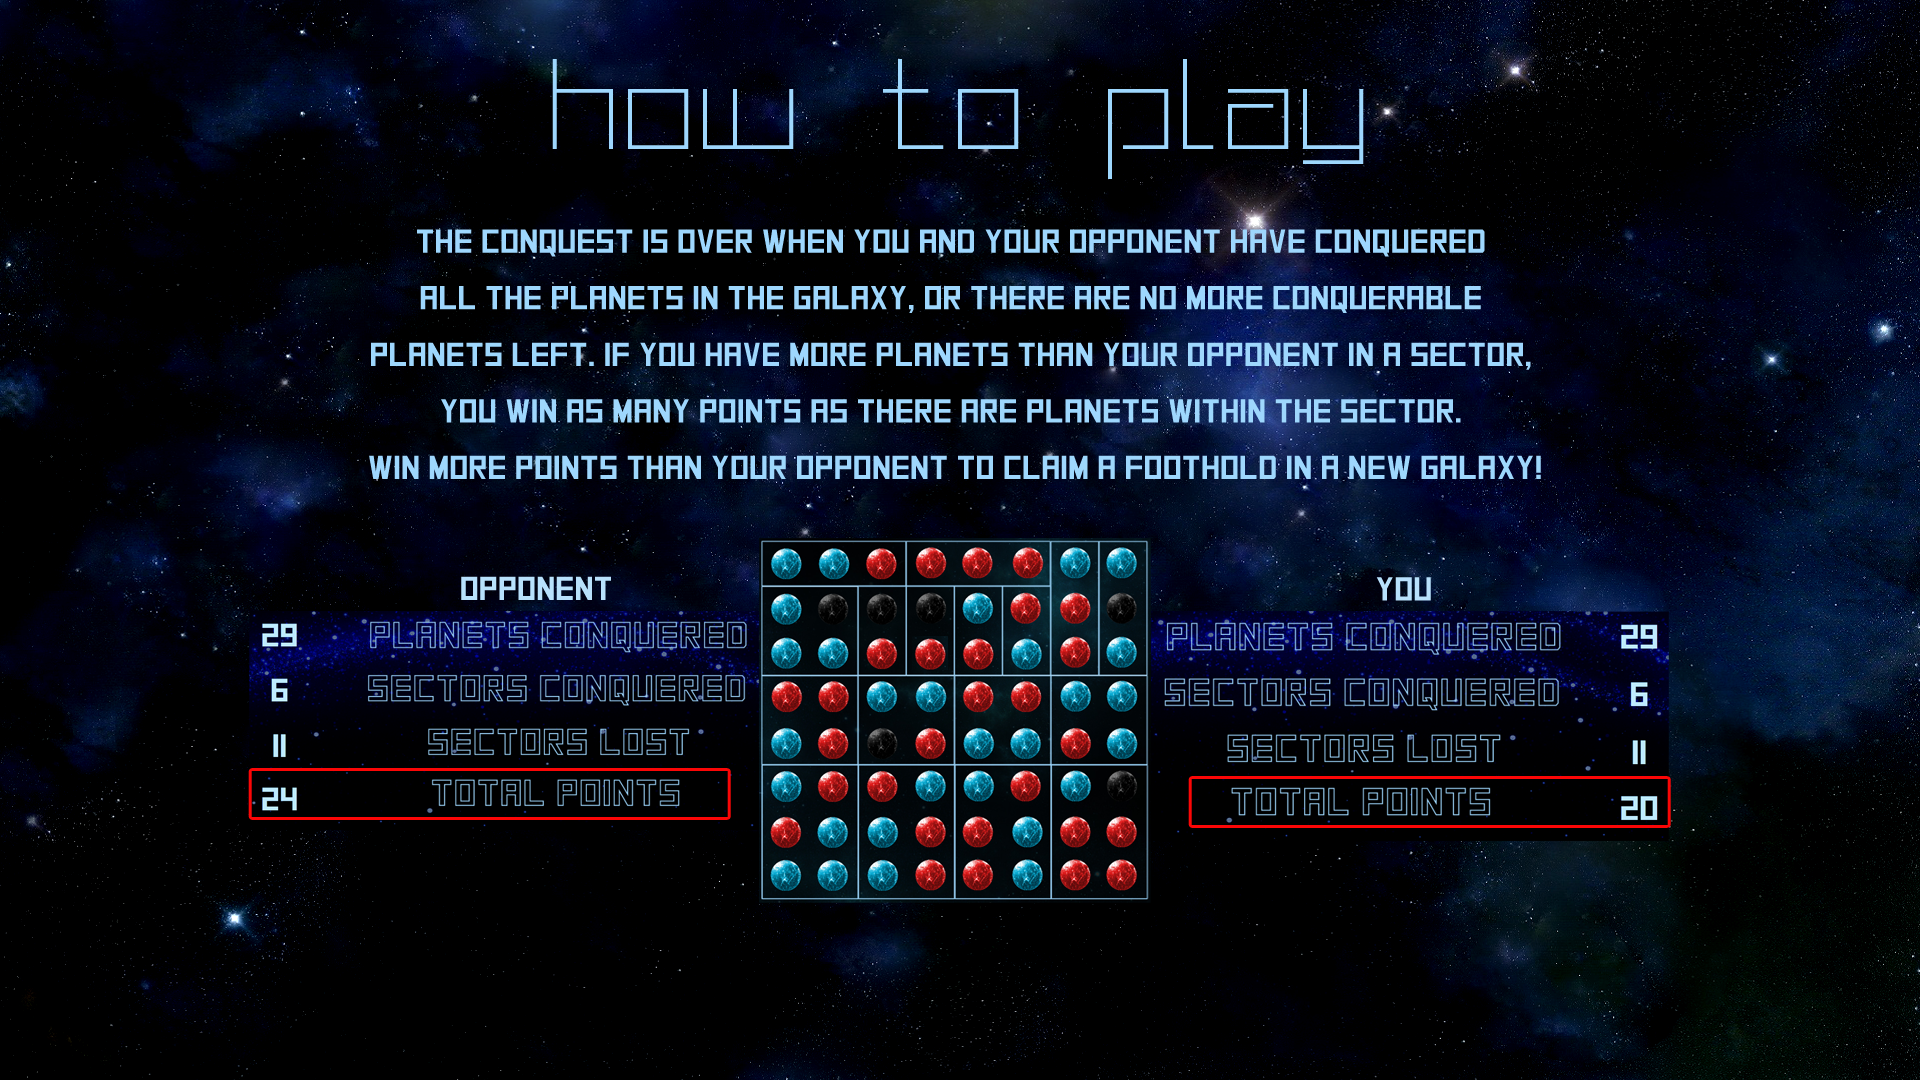 how to play
THE CONQUEST IS OVER WHEN YOU AND YOUR OPPONENT HAVE CONQUERED
ALL THE PLANETS IN THE GALAXY, OR THERE ARE NO MORE CONQUERABLE
PLANETS LEFT. IF YOU HAVE MORE PLANETS THAN YOUR OPPONENT IN A SECTOR,
YOU WIN AS MANY POINTS AS THERE ARE PLANETS WITHIN THE SECTOR.
WIN MORE POINTS THAN YOUR OPPONENT TO CLAIM A FOOTHOLD IN A NEW GALAXY!
OPPONENT
29 PLANETS CONQUERED
6 SECTORS CONQUERED
11 SECTORS LOST
24 TOTAL POINTS
YOU
PLANETS CONQUERED 29
SECTORS CONQUERED 6
SECTORS LOST 11
TOTAL POINTS 20